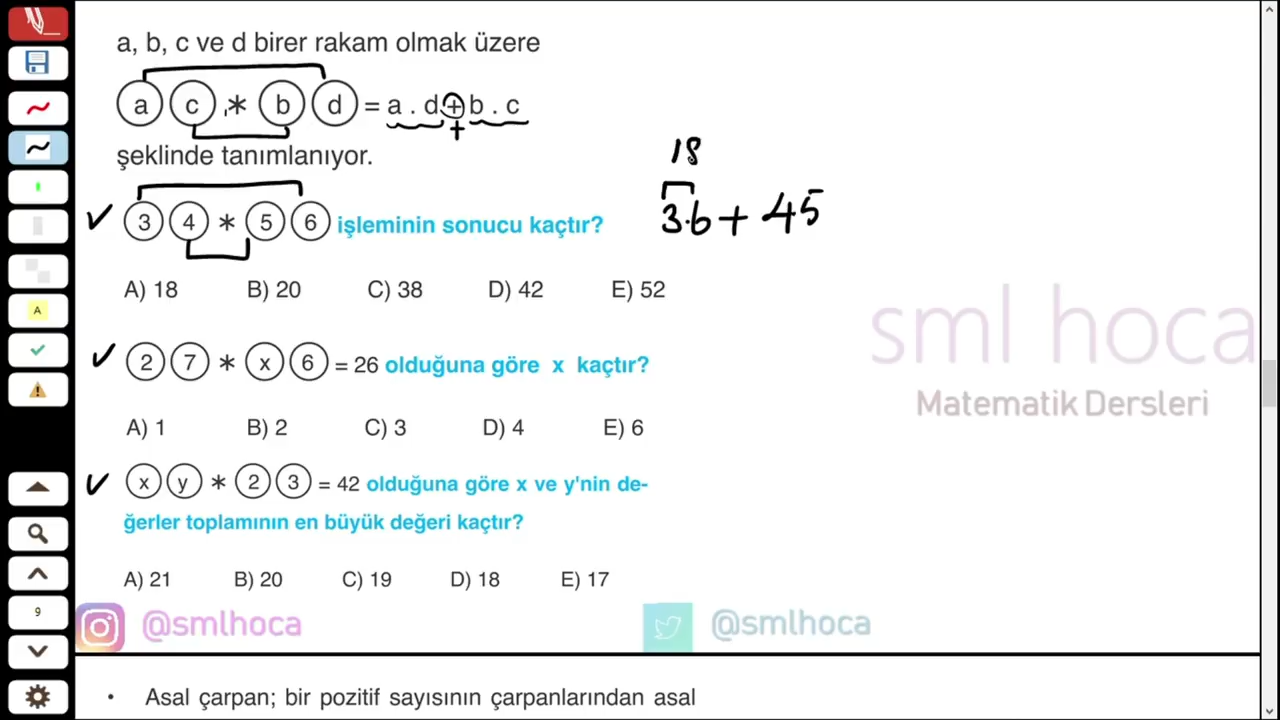 a, b, c ve d birer rakam olmak üzere
a c * b d = a . d + b . c
+
şeklinde tanımlanıyor.
18
3 4 * 5 6 işleminin sonucu kaçtır?
3.6 + 45
A) 18 B) 20 C) 38 D) 42 E) 52
sml hoca
Matematik Dersleri
2 7 * x 6 = 26 olduğuna göre x kaçtır?
A) 1 B) 2 C) 3 D) 4 E) 6
x y * 2 3 = 42 olduğuna göre x ve y'nin de-
ğerler toplamının en büyük değeri kaçtır?
A) 21 B) 20 C) 19 D) 18 E) 17
@smlhoca @smlhoca
• Asal çarpan; bir pozitif sayısının çarpanlarından asal
A
9